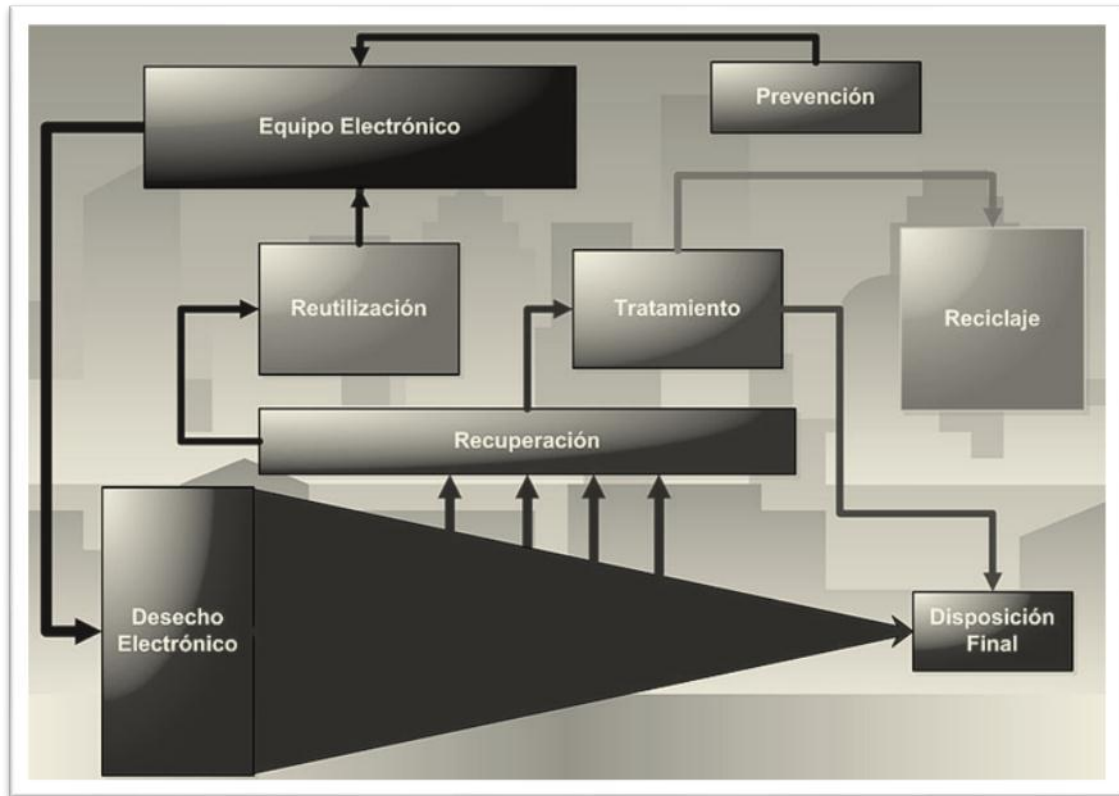 Prevención
Equipo Electrónico
Reutilización
Tratamiento
Reciclaje
Recuperación
Desecho
Electrónico
Disposición
Final